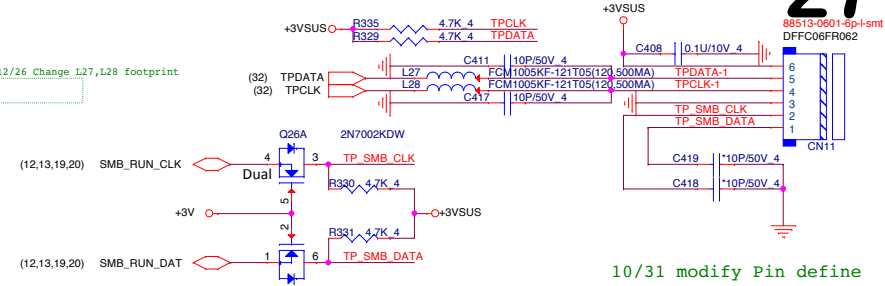 +3VSUS
27
88513-0601-6p-l-smt
DFFC06FR062
+3VSUS R335 4.7K_4 TPCLK
R329 4.7K_4 TPDATA
C408 0.1U/10V_4
12/26 Change L27,L28 footprint
C411 10P/50V_4
(32) TPDATA L27 FCM1005KF-121T05(120,500MA) TPDATA-1
(32) TPCLK L28 FCM1005KF-121T05(120,500MA) TPCLK-1
C417 10P/50V_4
TP_SMB_CLK
TP_SMB_DATA
6
5
4
3
2
1
CN11
Q26A 2N7002KDW
(12,13,19,20) SMB_RUN_CLK 4 3 TP_SMB_CLK
Dual
5
R330 4.7K_4
C419 *10P/50V_4
C418 *10P/50V_4
+3V +3VSUS
2
R331 4.7K_4
(12,13,19,20) SMB_RUN_DAT 1 6 TP_SMB_DATA
10/31 modify Pin define